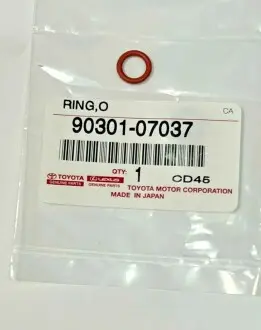 RING,O
CA
90301-07037
QTY: 1 CD45
TOYOTA LEXUS
GENUINE PARTS GENUINE PARTS
TOYOTA MOTOR CORPORATION
MADE IN JAPAN